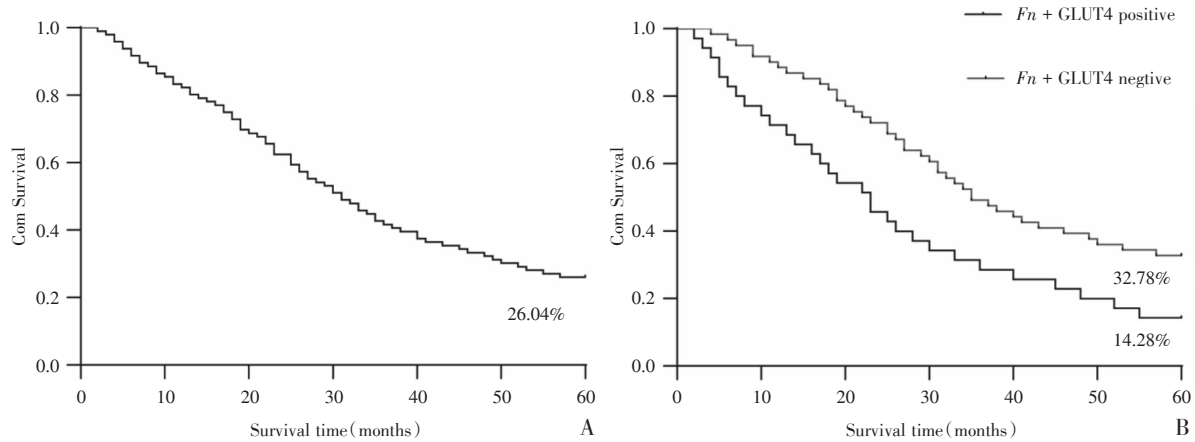 1.0
0.8
0.6
0.4
0.2
0.0
Com Survival
0 10 20 30 40 50 60
Survival time(months)
26.04%
A
Fn + GLUT4 positive
Fn + GLUT4 negtive
1.0
0.8
0.6
0.4
0.2
0.0
Com Survival
32.78%
14.28%
0 10 20 30 40 50 60
Survival time(months)
B